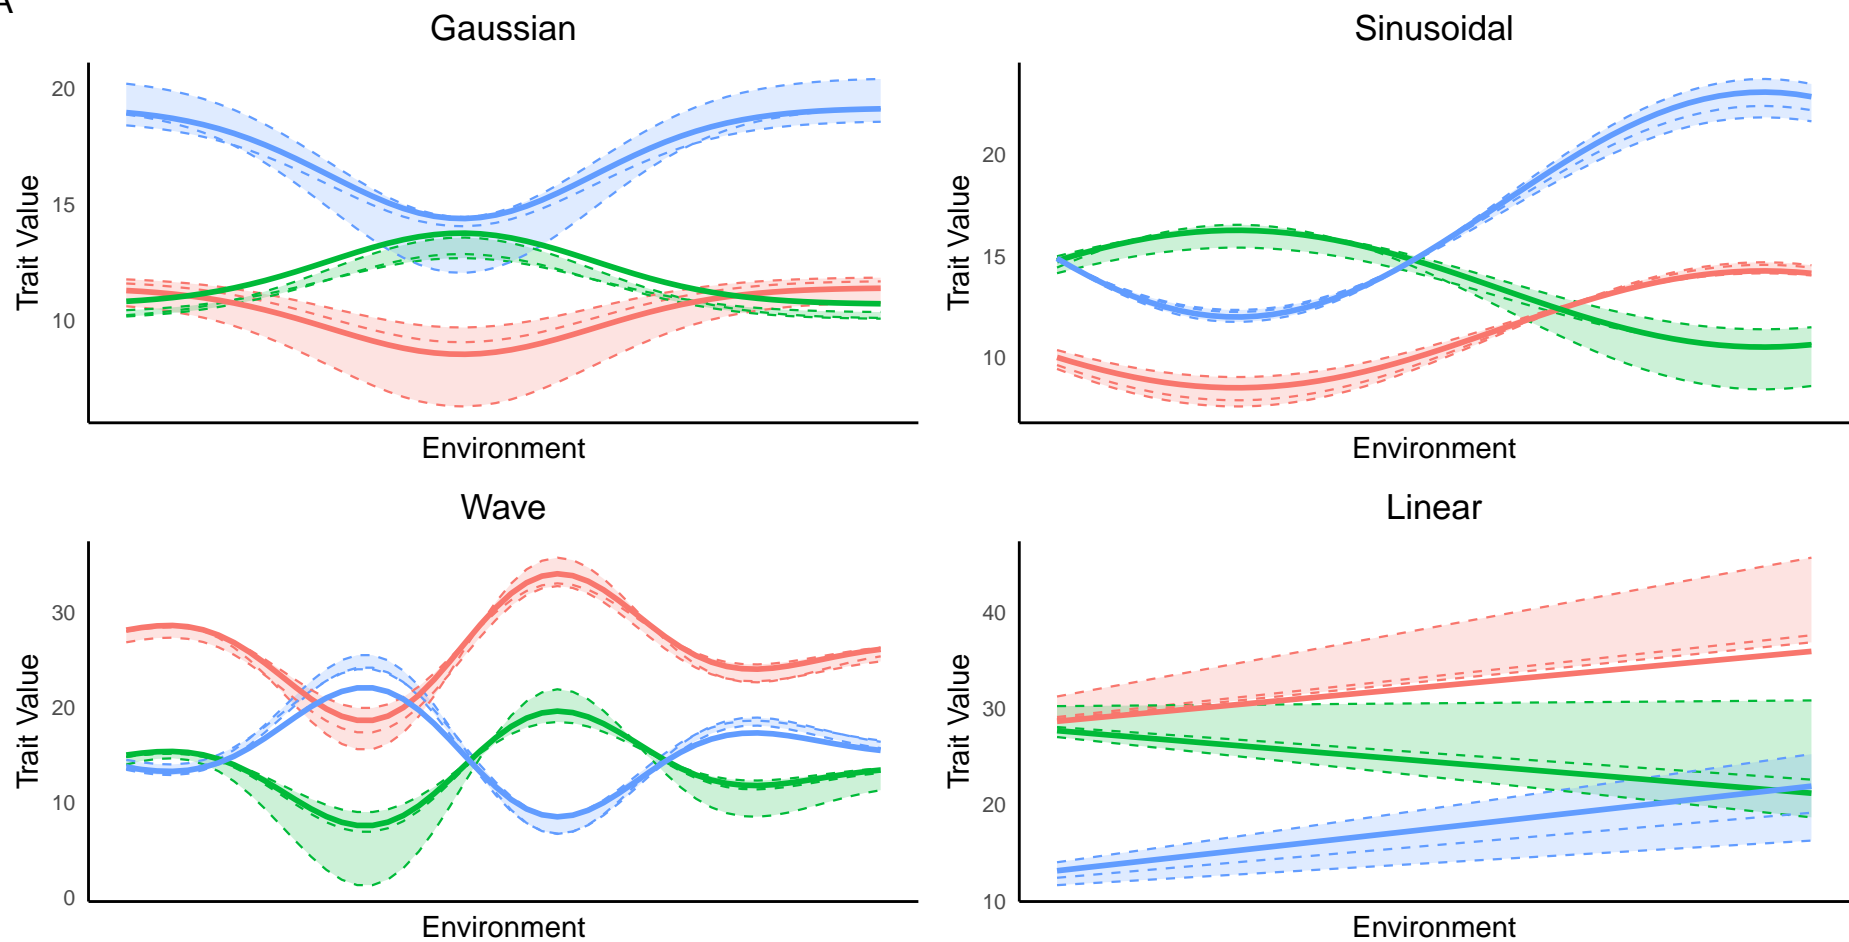 A
Gaussian
20
15
10
Trait Value
Environment
Sinusoidal
20
15
10
Trait Value
Environment
Wave
30
20
10
0
Trait Value
Environment
Linear
40
30
20
10
Trait Value
Environment